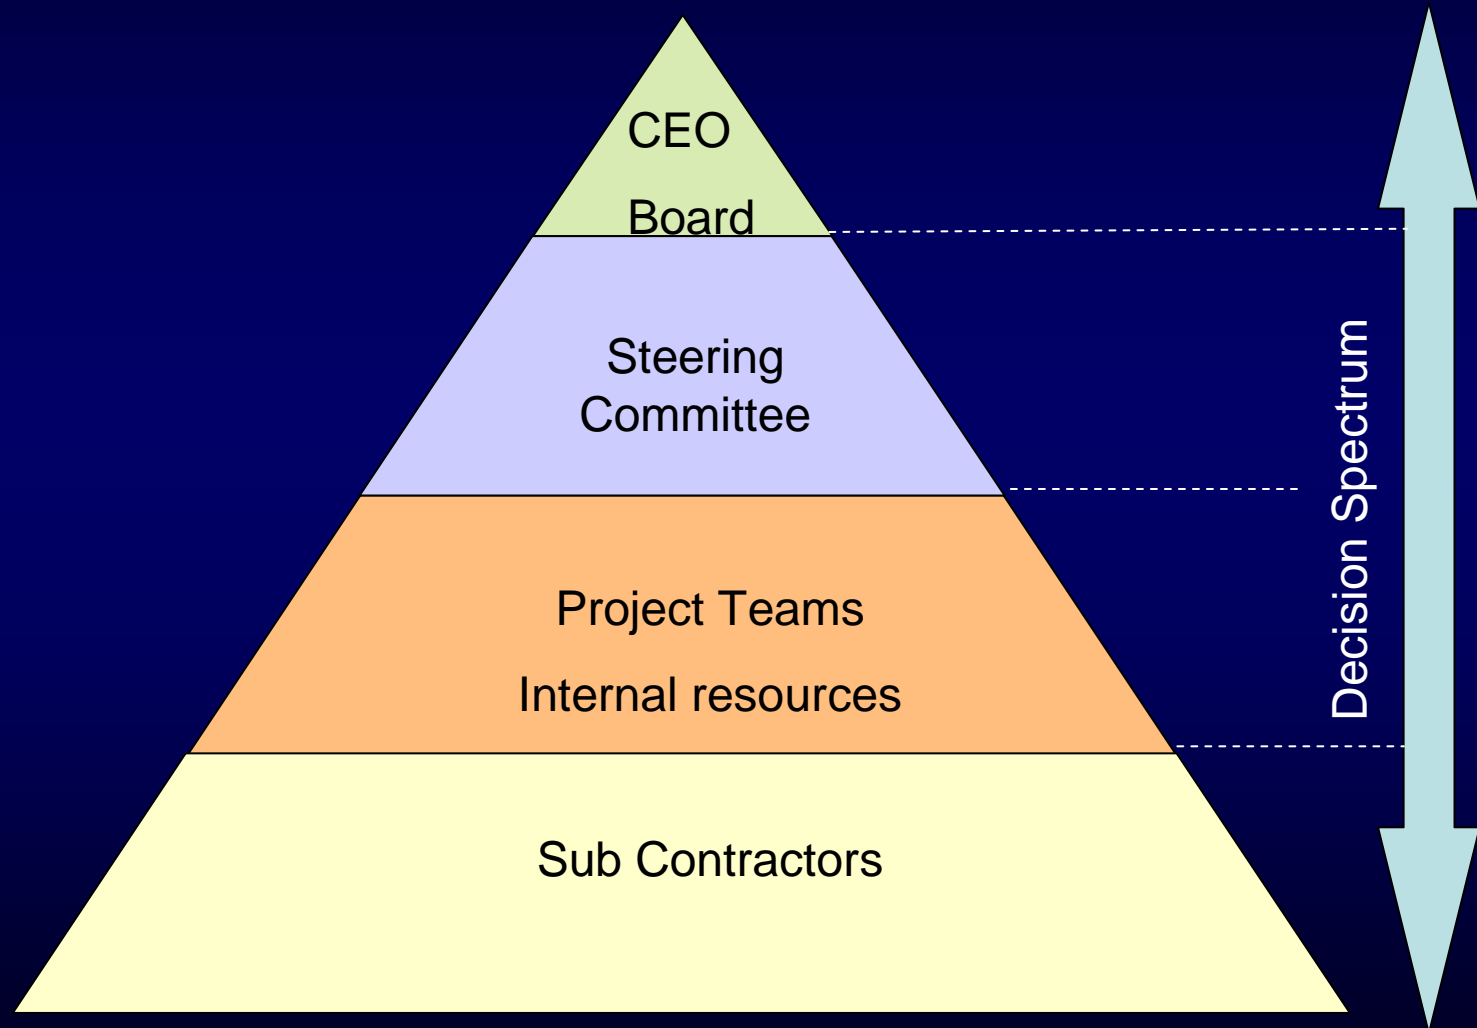 CEO
Board
Steering
Committee
Decision Spectrum
Project Teams
Internal resources
Sub Contractors